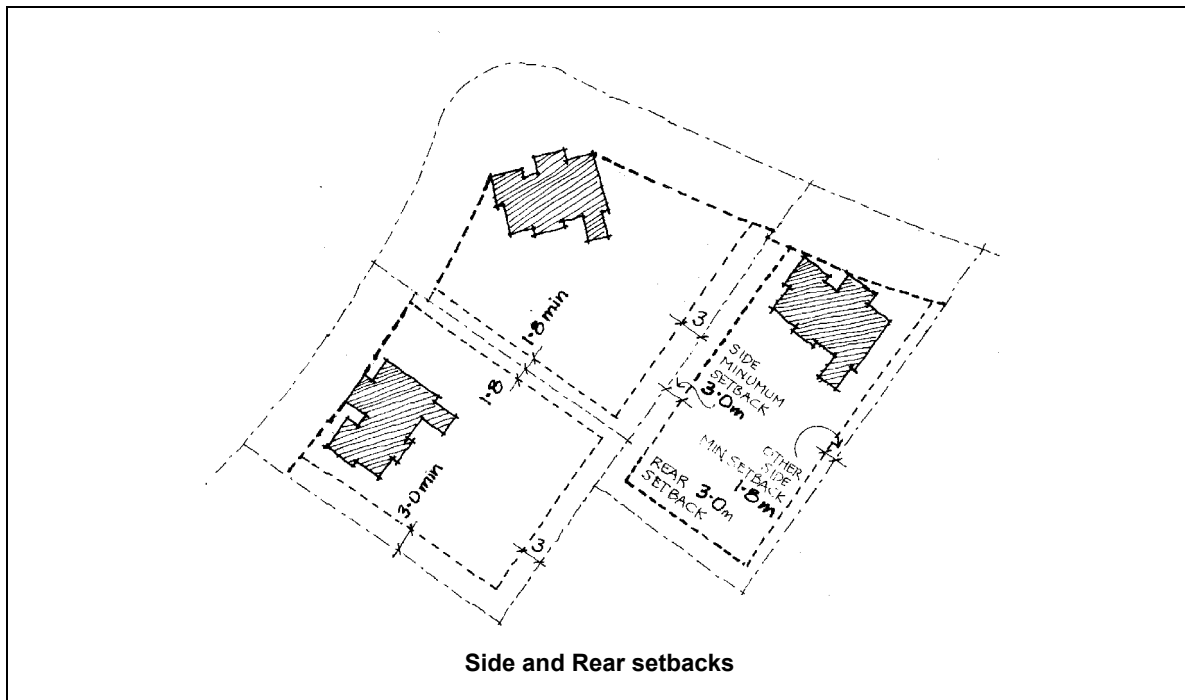 1.8 min
1.8
3
SIDE
MINUMUM
SETBACK
3.0m
OTHER
SIDE
MIN SETBACK
1.8m
REAR 3.0m
SETBACK
3.0 min
3
Side and Rear setbacks